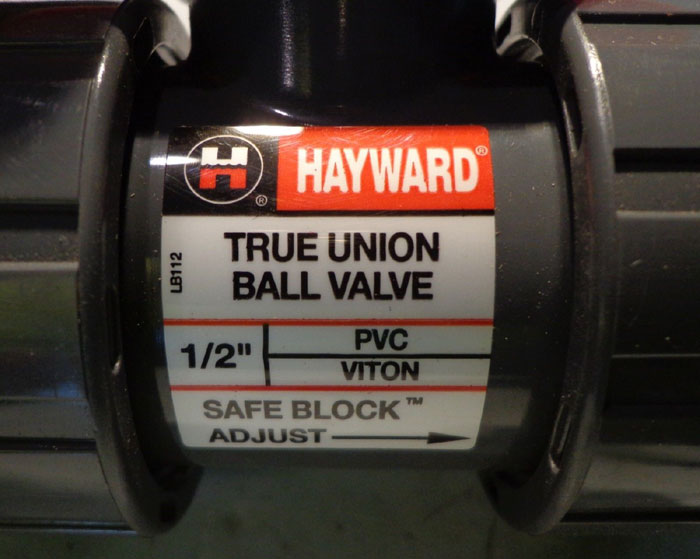 H ® HAYWARD®
LB112
TRUE UNION
BALL VALVE
1/2"
PVC
VITON
SAFE BLOCK™
ADJUST